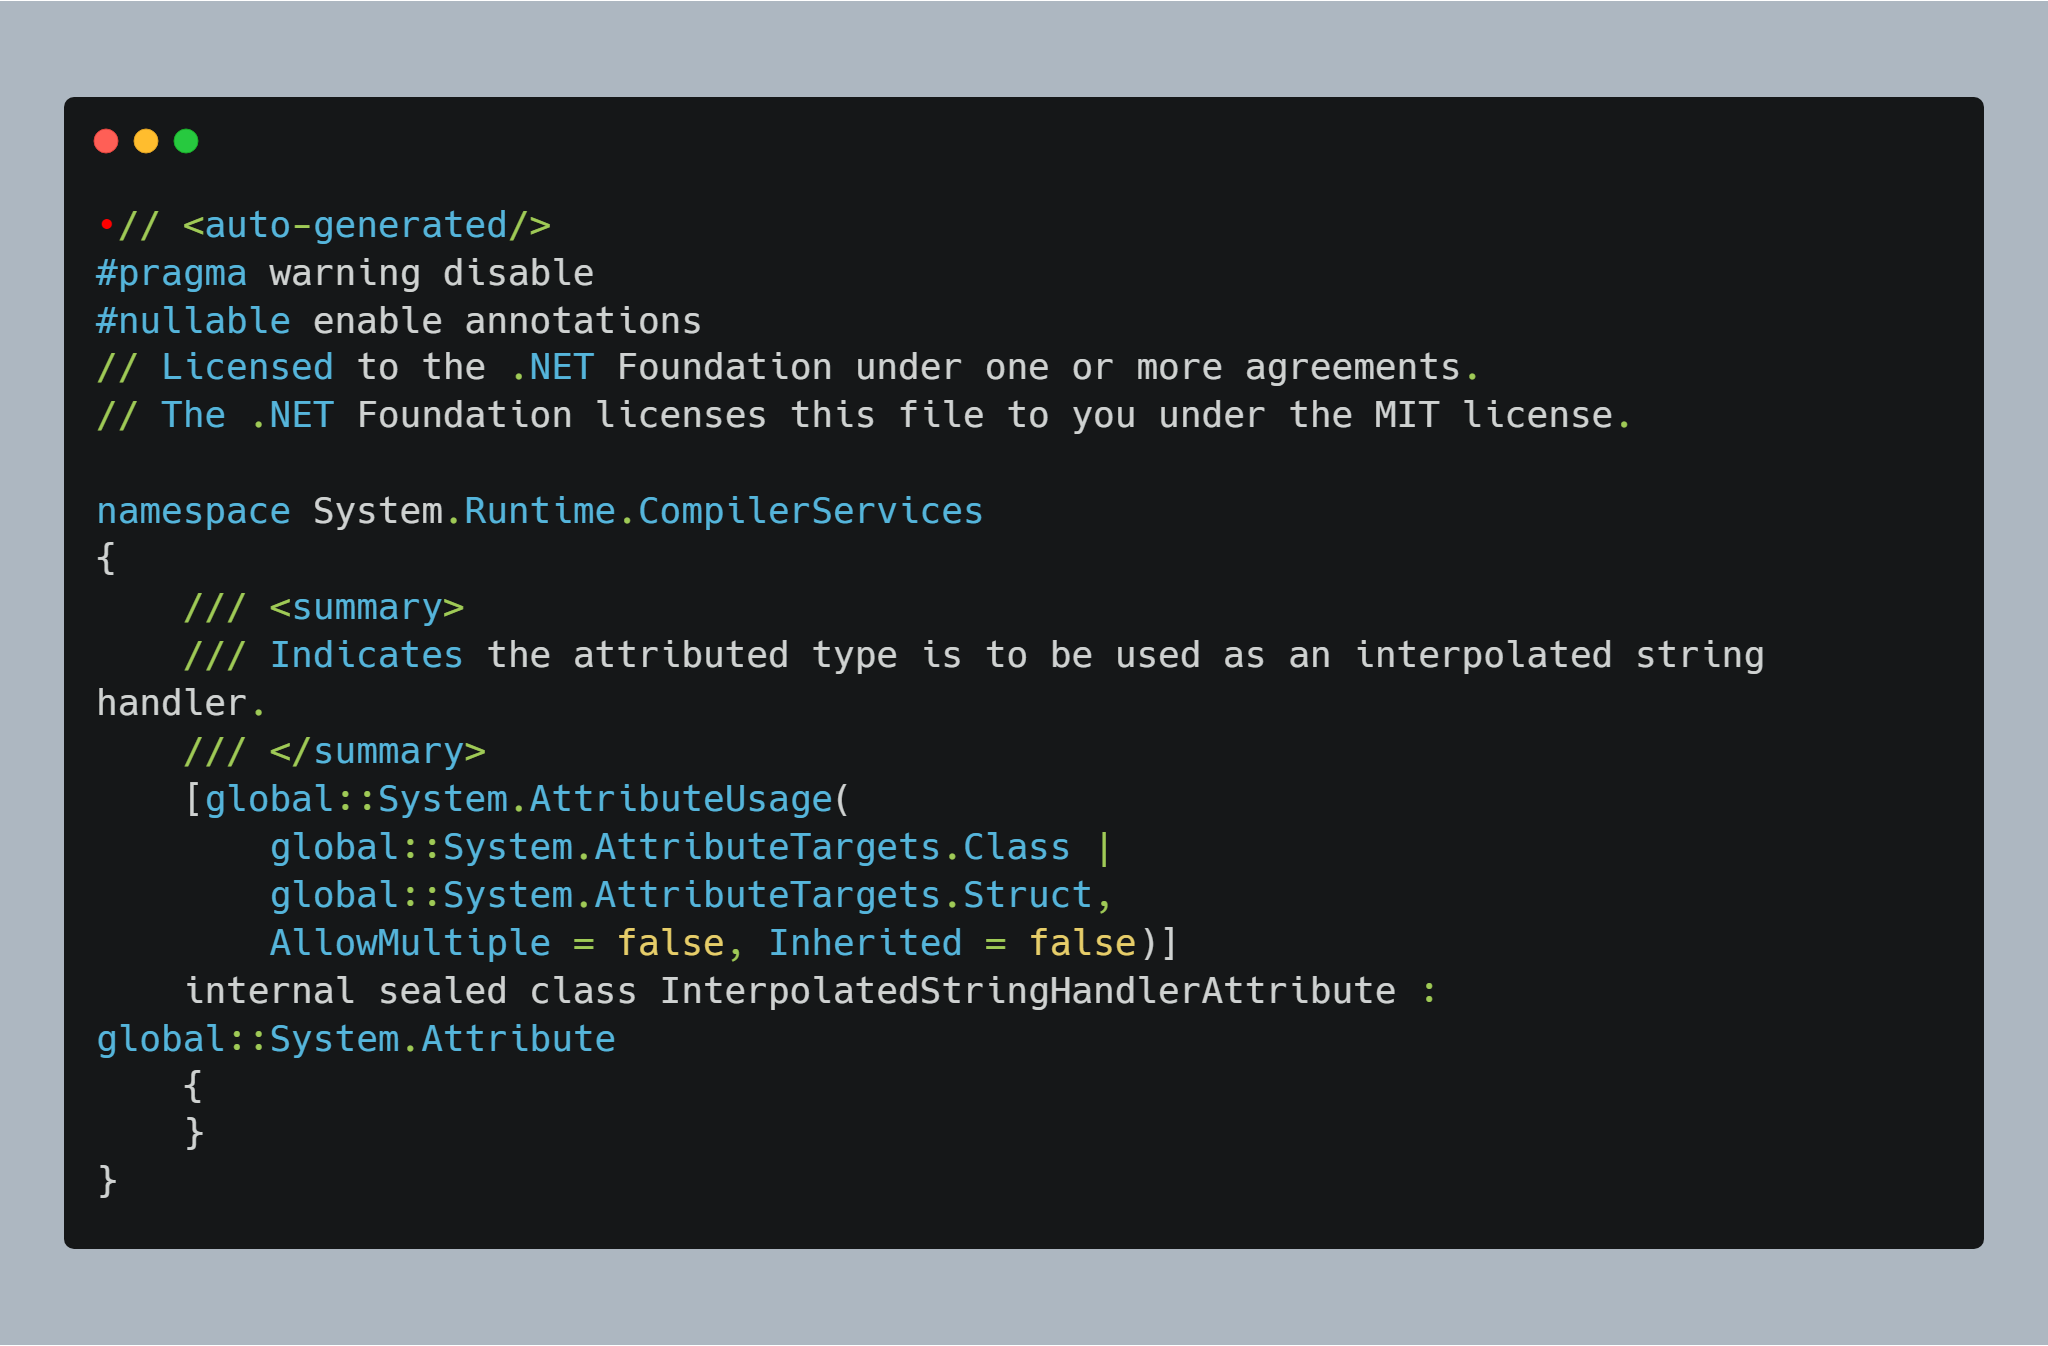 •// <auto-generated/>
#pragma warning disable
#nullable enable annotations
// Licensed to the .NET Foundation under one or more agreements.
// The .NET Foundation licenses this file to you under the MIT license.

namespace System.Runtime.CompilerServices
{
    /// <summary>
    /// Indicates the attributed type is to be used as an interpolated string
handler.
    /// </summary>
    [global::System.AttributeUsage(
        global::System.AttributeTargets.Class |
        global::System.AttributeTargets.Struct,
        AllowMultiple = false, Inherited = false)]
    internal sealed class InterpolatedStringHandlerAttribute :
global::System.Attribute
    {
    }
}